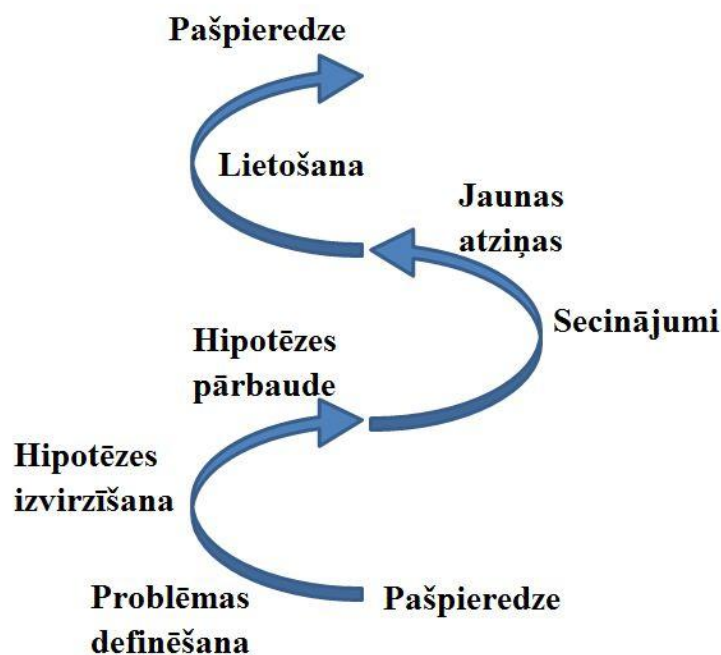 Pašpieredze
Lietošana
Jaunas
atziņas
Secinājumi
Hipotēzes
pārbaude
Hipotēzes
izvirzīšana
Problēmas
definēšana
Pašpieredze